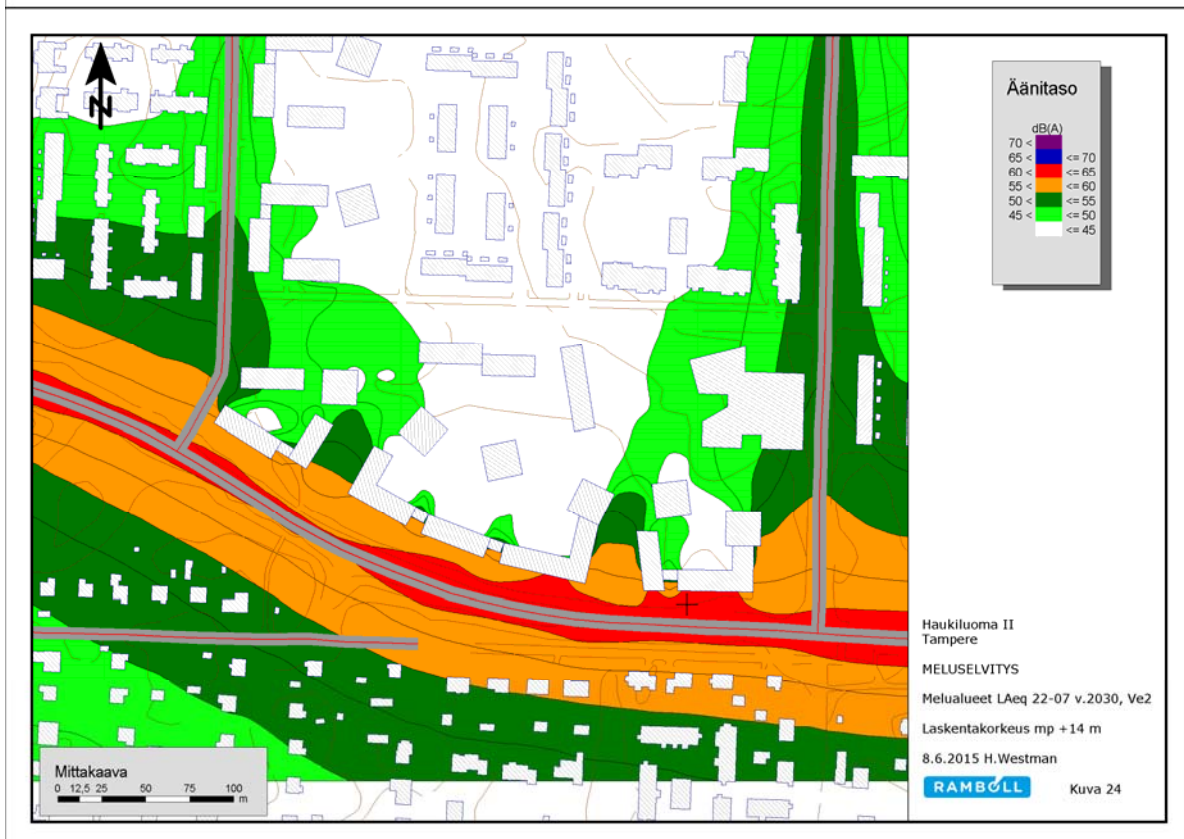 N
Äänitaso
dB(A)
70 <
65 < <= 70
60 < <= 65
55 < <= 60
50 < <= 55
45 < <= 50
<= 45
Haukiluoma II
Tampere
MELUSELVITYS
Melualueet LAeq 22-07 v.2030, Ve2
Laskentakorkeus mp +14 m
8.6.2015 H.Westman
RAMBOLL Kuva 24
Mittakaava
0 12,5 25 50 75 100
m